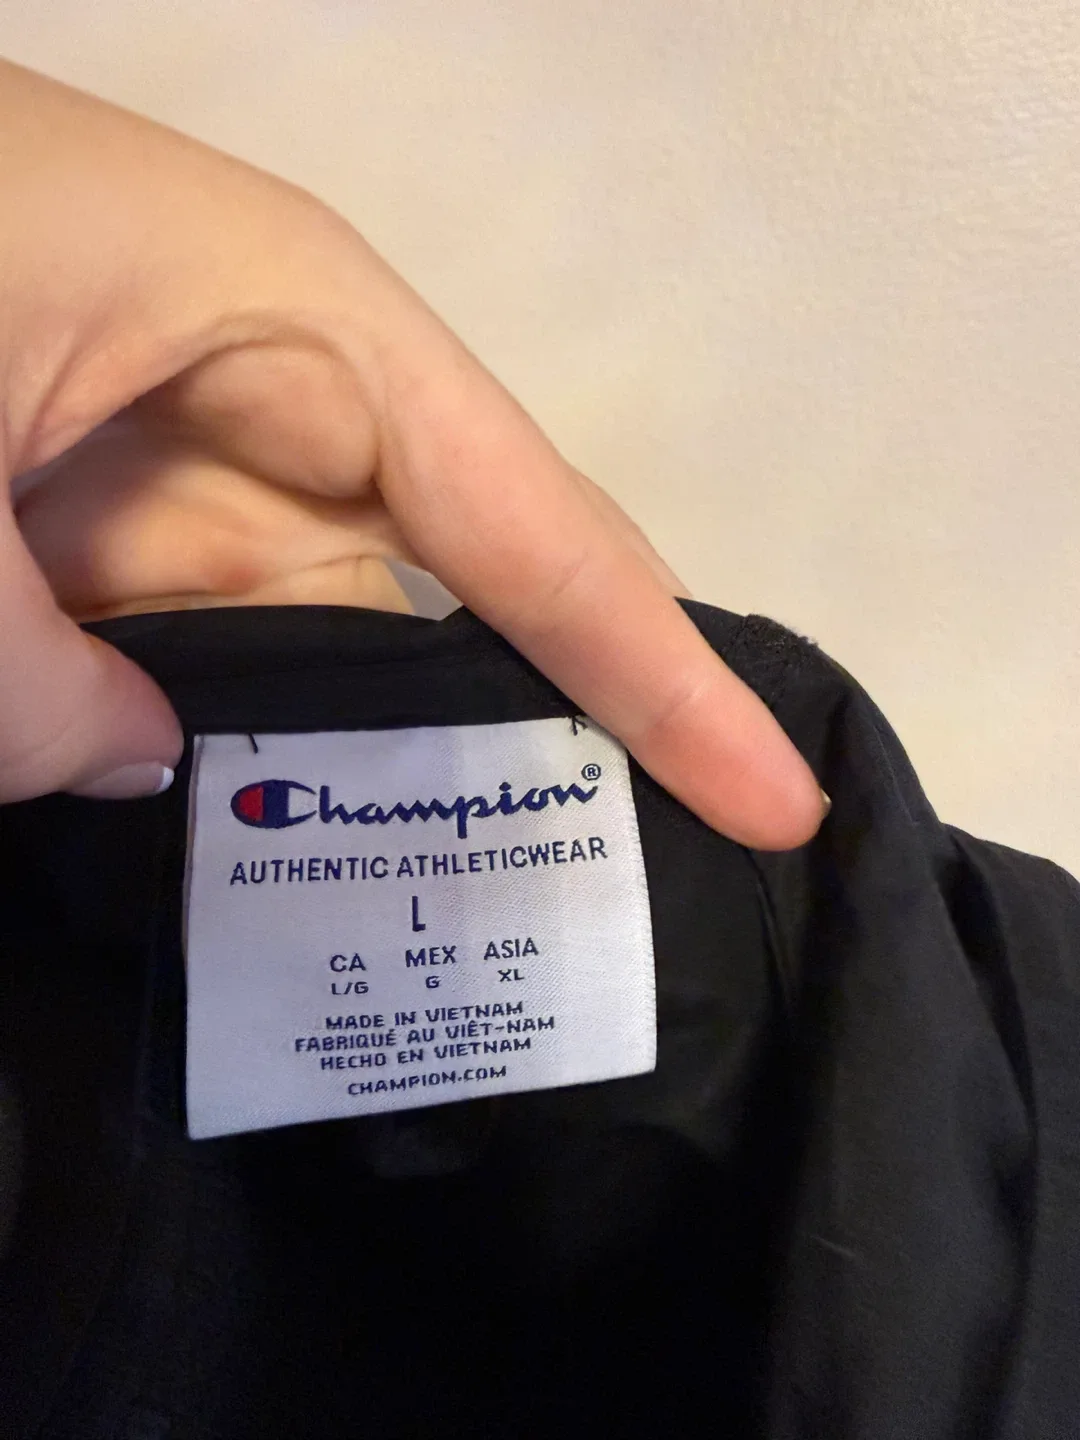 Champion®
AUTHENTIC ATHLETICWEAR
L
CA MEX ASIA
L/G G XL
MADE IN VIETNAM
FABRIQUÉ AU VIÊT-NAM
HECHO EN VIETNAM
CHAMPION.COM